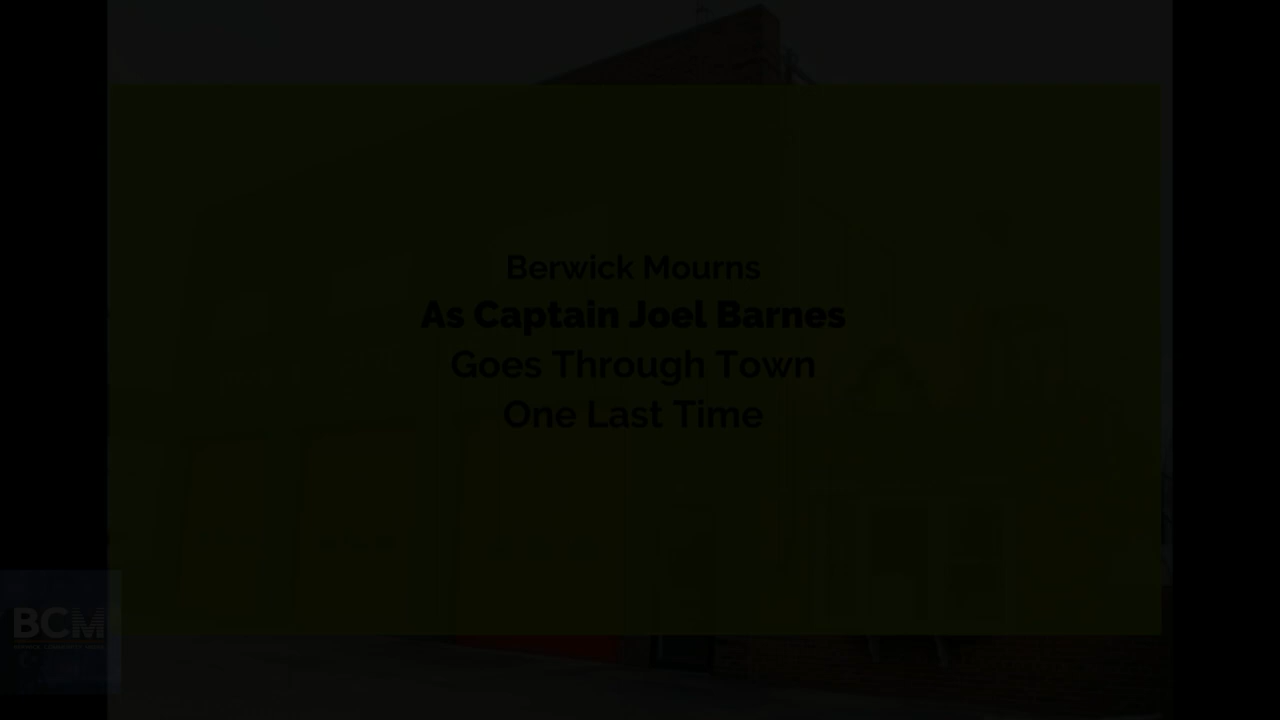 Berwick Mourns
As Captain Joel Barnes
Goes Through Town
One Last Time
BCM